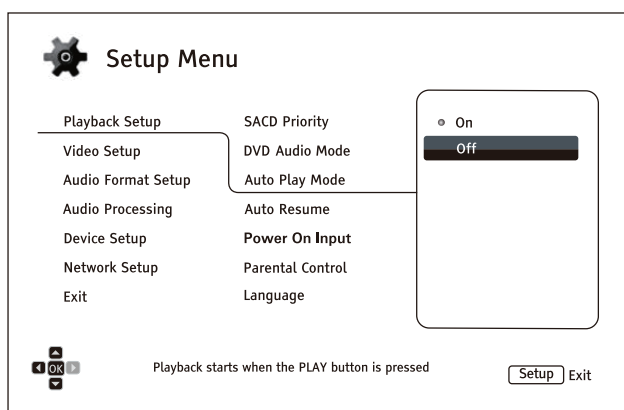 Setup Menu
Playback Setup
Video Setup
Audio Format Setup
Audio Processing
Device Setup
Network Setup
Exit
SACD Priority
DVD Audio Mode
Auto Play Mode
Auto Resume
Power On Input
Parental Control
Language
On
Off
OK
Playback starts when the PLAY button is pressed
Setup Exit